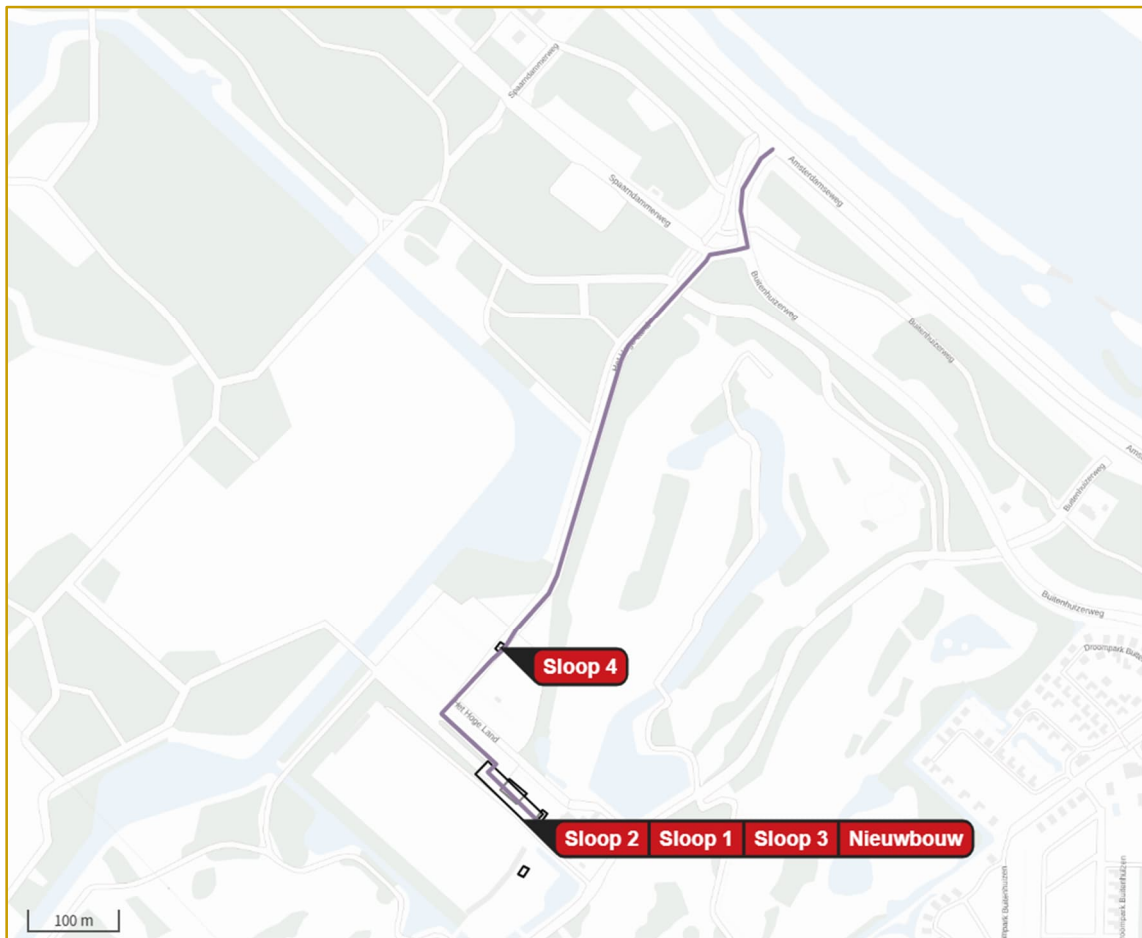 Spaarndammerweg
Amsterdamseweg
Spaarndammerweg
Buitenhuizerweg
Buitenhuizerweg
Buitenhuizerweg
Buitenhuizerweg
Sloop 4
Het Hoge Land
Sloop 2 Sloop 1 Sloop 3 Nieuwbouw
100 m